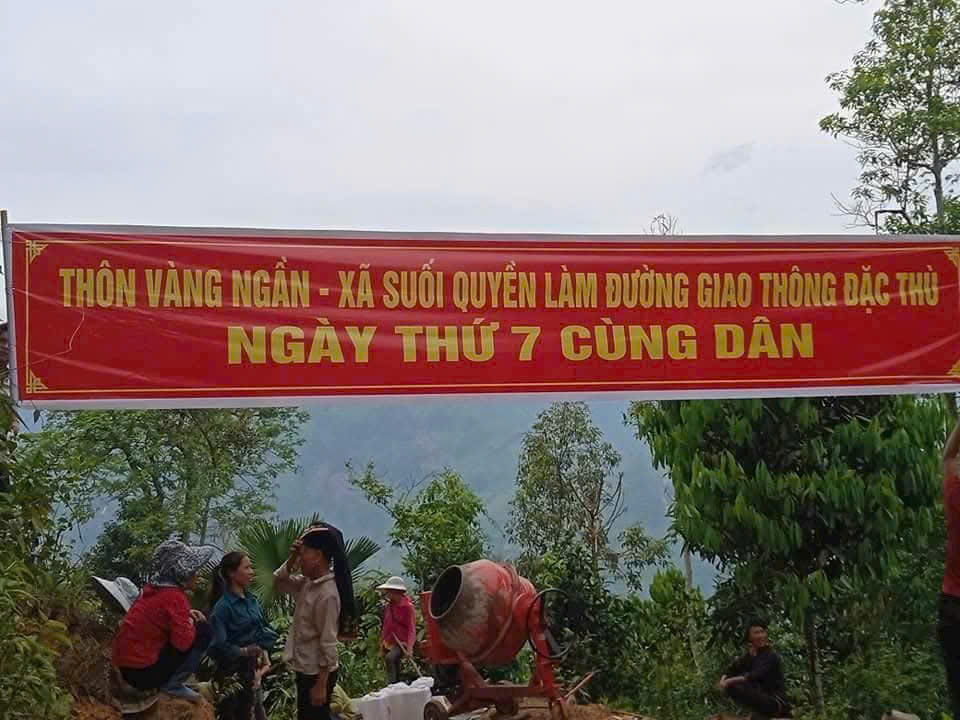 THÔN VÀNG NGẦN - XÃ SUỐI QUYỀN LÀM ĐƯỜNG GIAO THÔNG ĐẶC THÙ
NGÀY THỨ 7 CÙNG DÂN